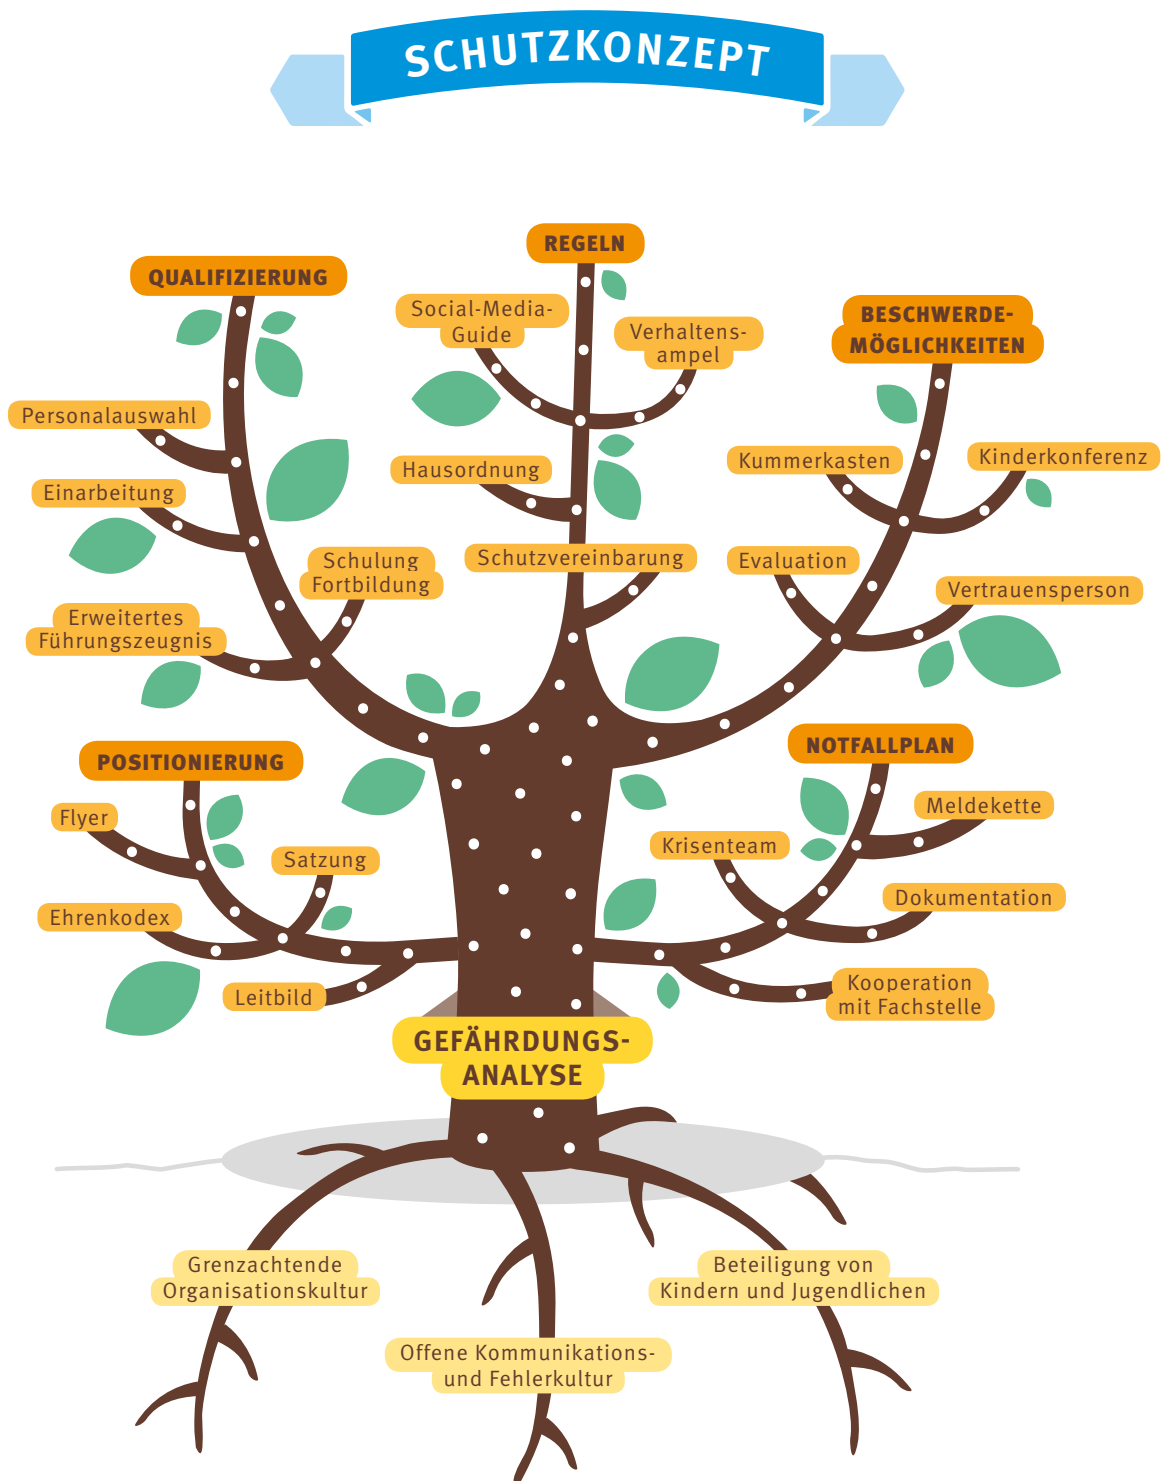 SCHUTZKONZEPT
REGELN
QUALIFIZIERUNG
Social-Media-
Guide
Verhaltens-
ampel
BESCHWERDE-
MÖGLICHKEITEN
Personalauswahl
Hausordnung
Kummerkasten
Kinderkonferenz
Einarbeitung
Schulung
Fortbildung
Schutzvereinbarung
Evaluation
Vertrauensperson
Erweitertes
Führungszeugnis
POSITIONIERUNG
NOTFALLPLAN
Flyer
Meldekette
Satzung
Krisenteam
Ehrenkodex
Dokumentation
Leitbild
Kooperation
mit Fachstelle
GEFÄHRDUNGS-
ANALYSE
Grenzachtende
Organisationskultur
Beteiligung von
Kindern und Jugendlichen
Offene Kommunikations-
und Fehlerkultur